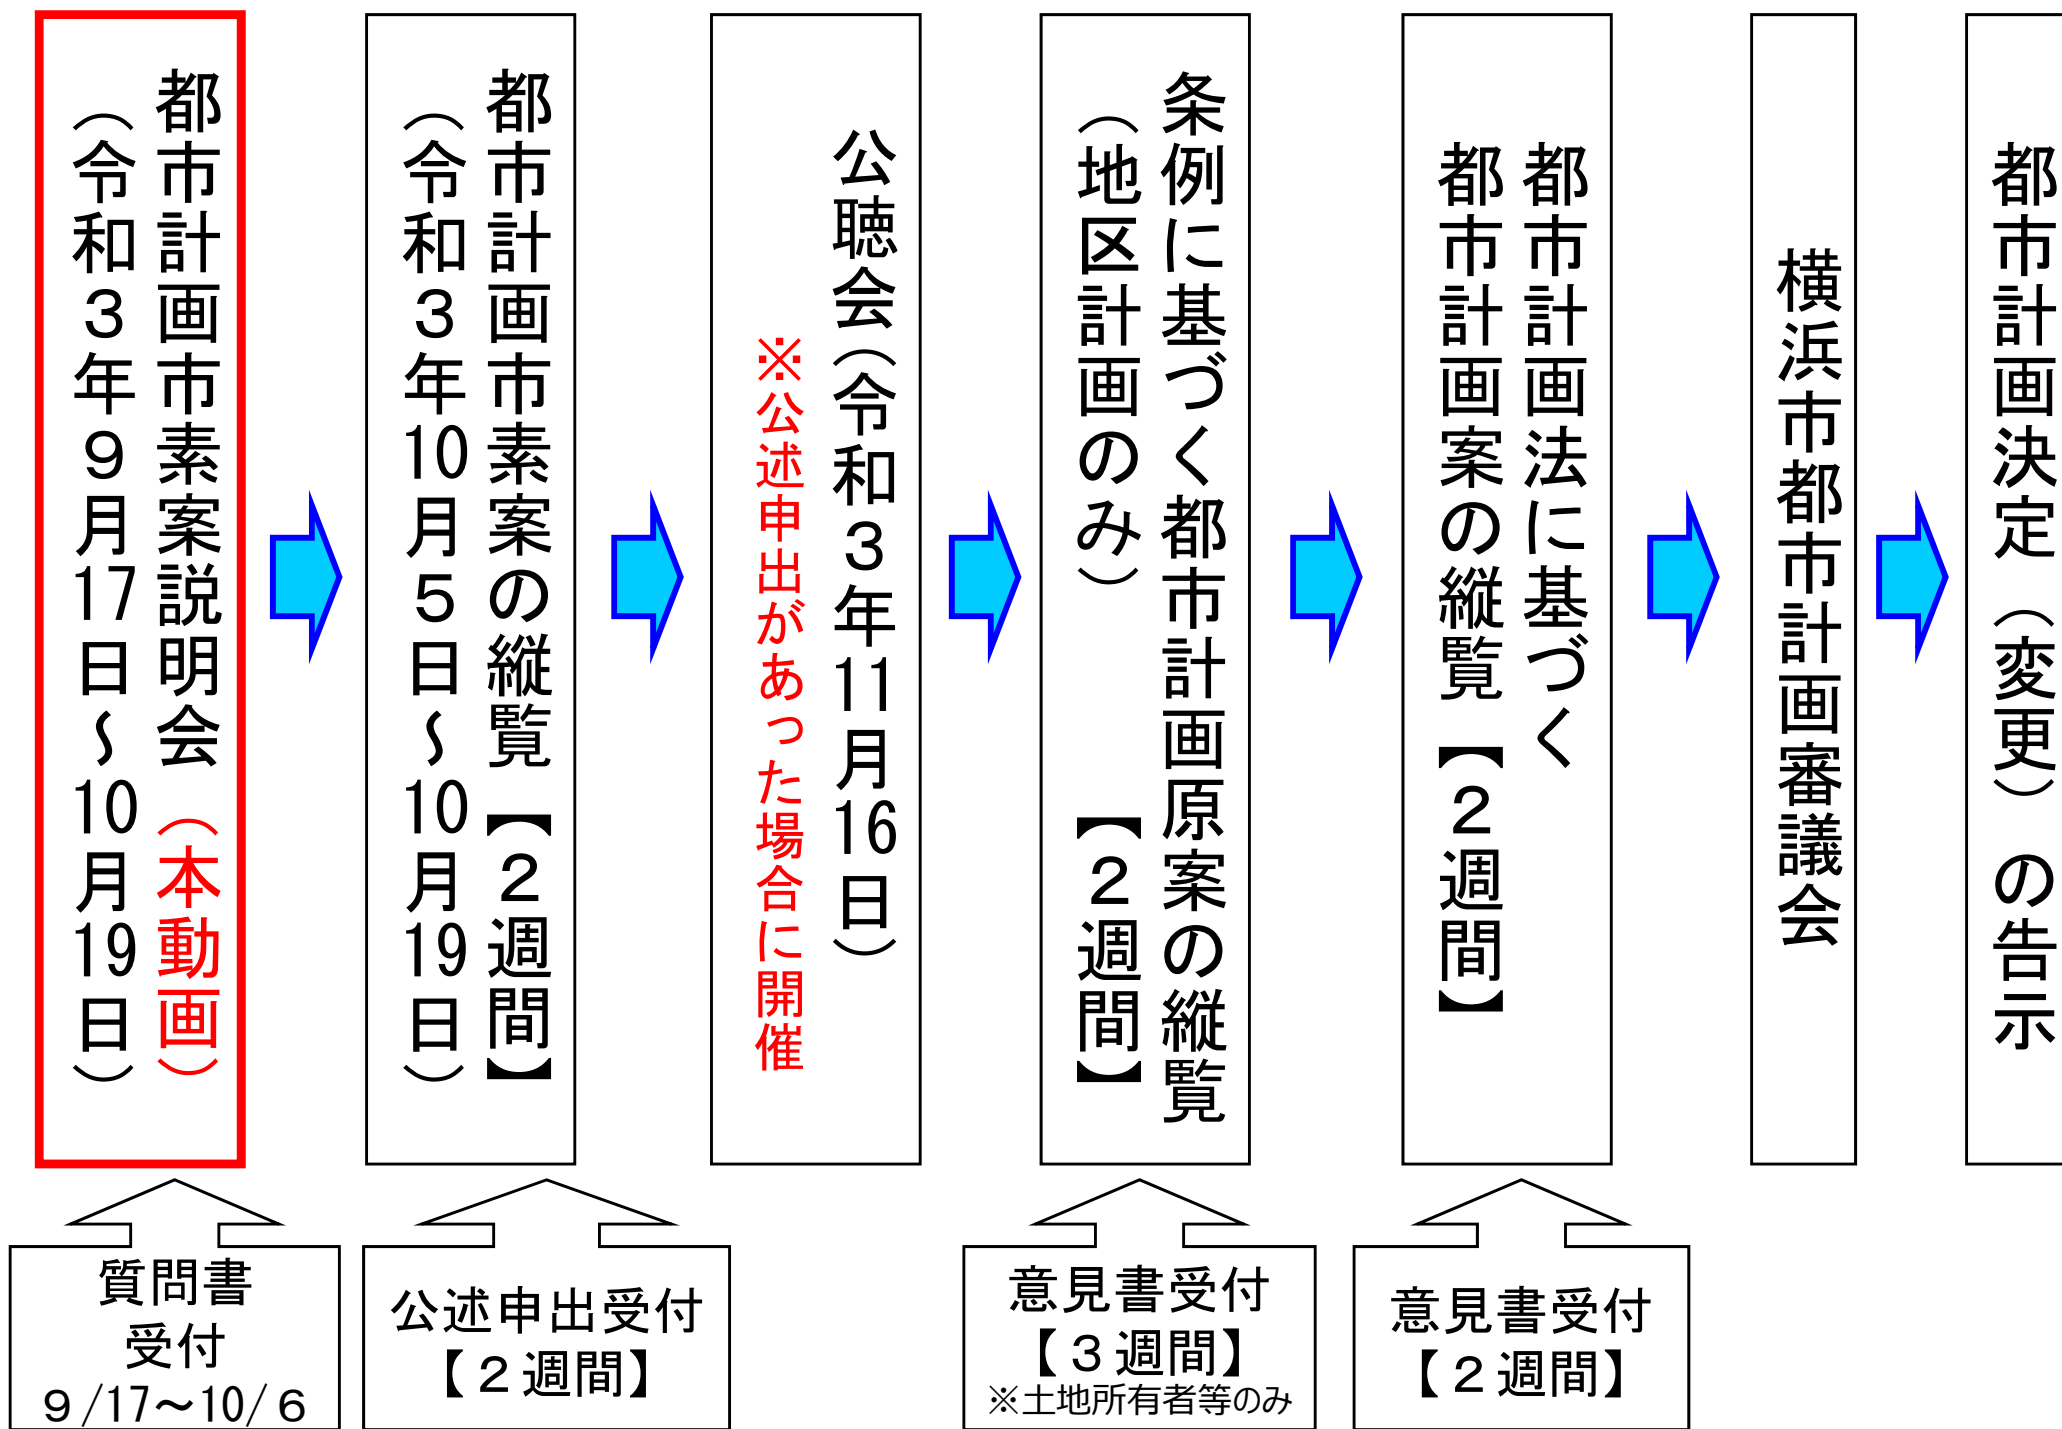 都市計画市素案説明会（本動画）
（令和３年９月17日～10月19日）
都市計画市素案の縦覧【２週間】
（令和３年10月５日～10月19日）
公聴会（令和３年11月16日）
※公述申出があった場合に開催
条例に基づく都市計画原案の縦覧
（地区計画のみ）【２週間】
都市計画法に基づく
都市計画案の縦覧【２週間】
横浜市都市計画審議会
都市計画決定（変更）の告示
質問書
受付
９/17～10/６
公述申出受付
【２週間】
意見書受付
【３週間】
※土地所有者等のみ
意見書受付
【２週間】